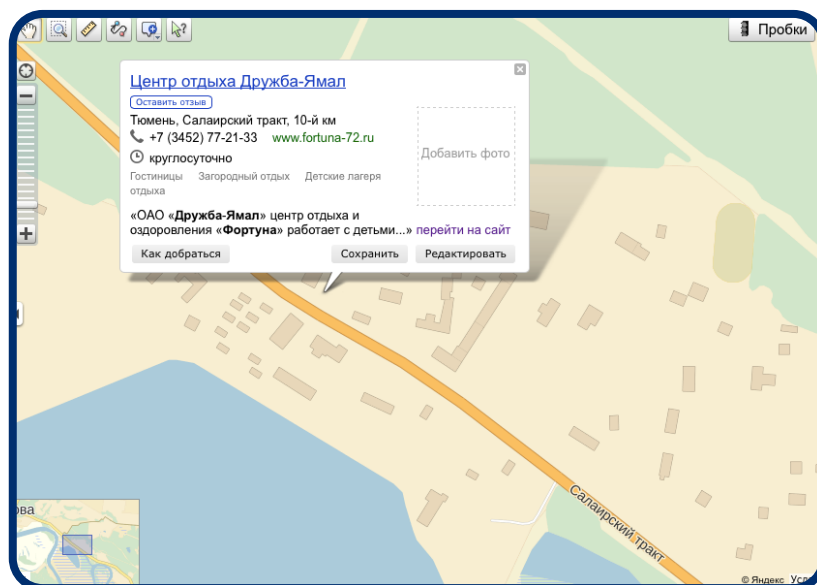 Пробки
Центр отдыха Дружба-Ямал
Оставить отзыв
Тюмень, Салаирский тракт, 10-й км
+7 (3452) 77-21-33 www.fortuna-72.ru
круглосуточно
Гостиницы Загородный отдых Детские лагеря
отдыха
Добавить фото
«ОАО «Дружба-Ямал» центр отдыха и
оздоровления «Фортуна» работает с детьми...» перейти на сайт
Как добраться Сохранить Редактировать
Салаирский тракт
ова
© Яндекс Усл